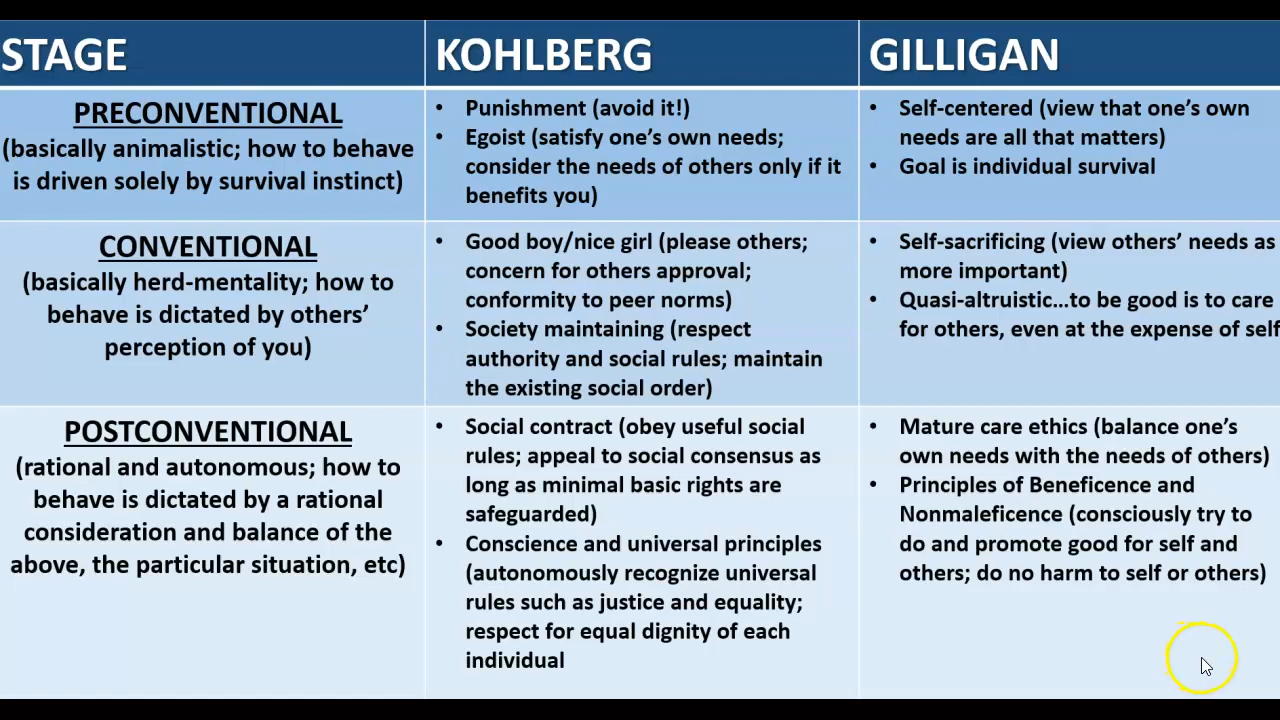 STAGE
KOHLBERG
GILLIGAN
PRECONVENTIONAL
(basically animalistic; how to behave
is driven solely by survival instinct)
• Punishment (avoid it!)
• Egoist (satisfy one's own needs;
consider the needs of others only if it
benefits you)
• Self-centered (view that one's own
needs are all that matters)
• Goal is individual survival
CONVENTIONAL
(basically herd-mentality; how to
behave is dictated by others'
perception of you)
• Good boy/nice girl (please others;
concern for others approval;
conformity to peer norms)
• Society maintaining (respect
authority and social rules; maintain
the existing social order)
• Self-sacrificing (view others' needs as
more important)
• Quasi-altruistic…to be good is to care
for others, even at the expense of self
POSTCONVENTIONAL
(rational and autonomous; how to
behave is dictated by a rational
consideration and balance of the
above, the particular situation, etc)
• Social contract (obey useful social
rules; appeal to social consensus as
long as minimal basic rights are
safeguarded)
• Conscience and universal principles
(autonomously recognize universal
rules such as justice and equality;
respect for equal dignity of each
individual
• Mature care ethics (balance one's
own needs with the needs of others)
• Principles of Beneficence and
Nonmaleficence (consciously try to
do and promote good for self and
others; do no harm to self or others)